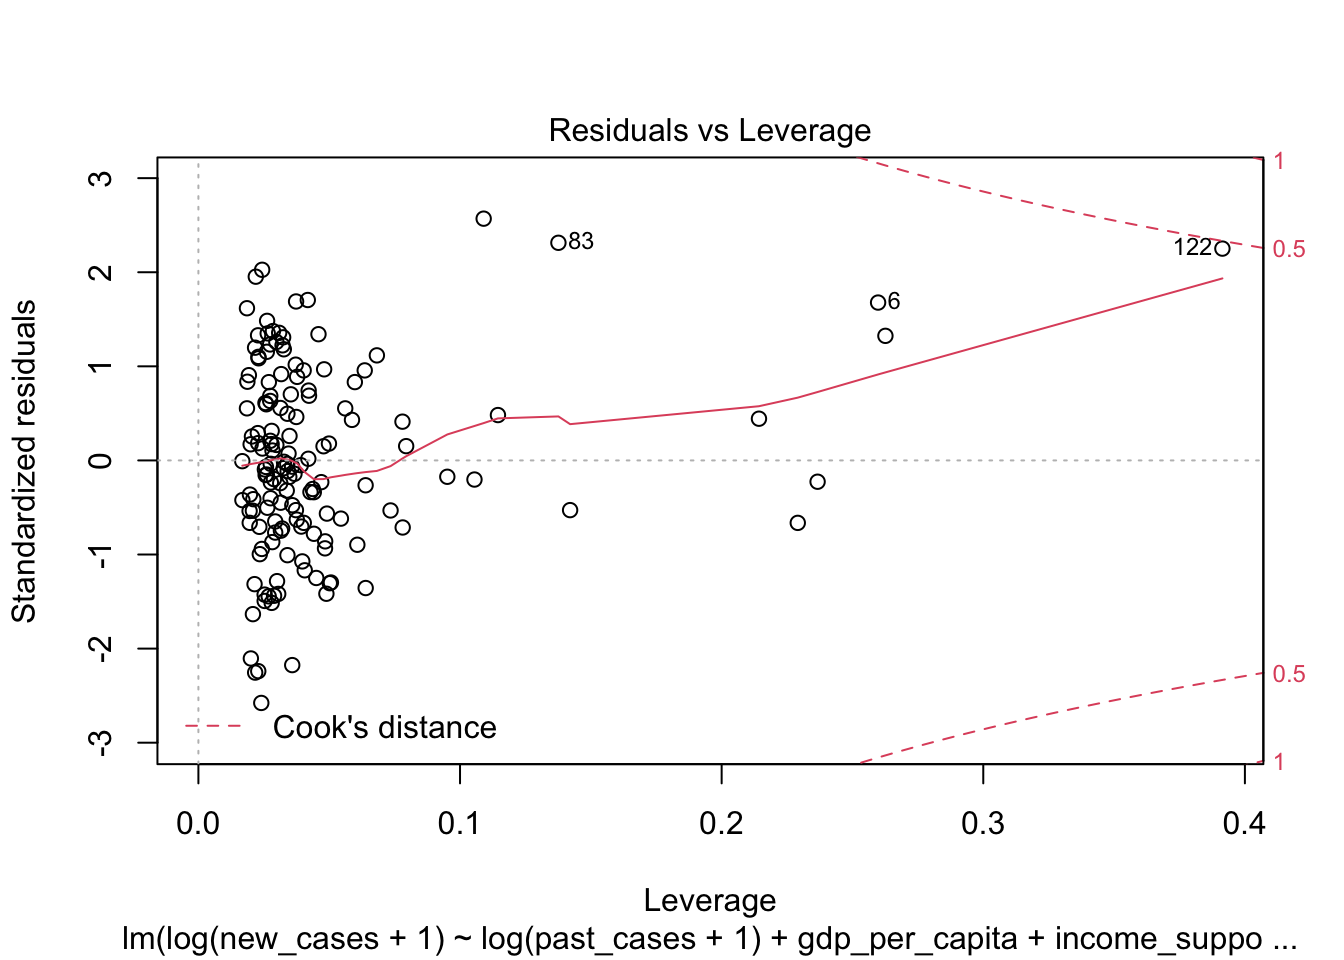 Residuals vs Leverage
Standardized residuals
3
2
1
0
-1
-2
-3
83
122
6
1
0.5
0.5
1
Cook's distance
0.0 0.1 0.2 0.3 0.4
Leverage
lm(log(new_cases + 1) ~ log(past_cases + 1) + gdp_per_capita + income_suppo ...